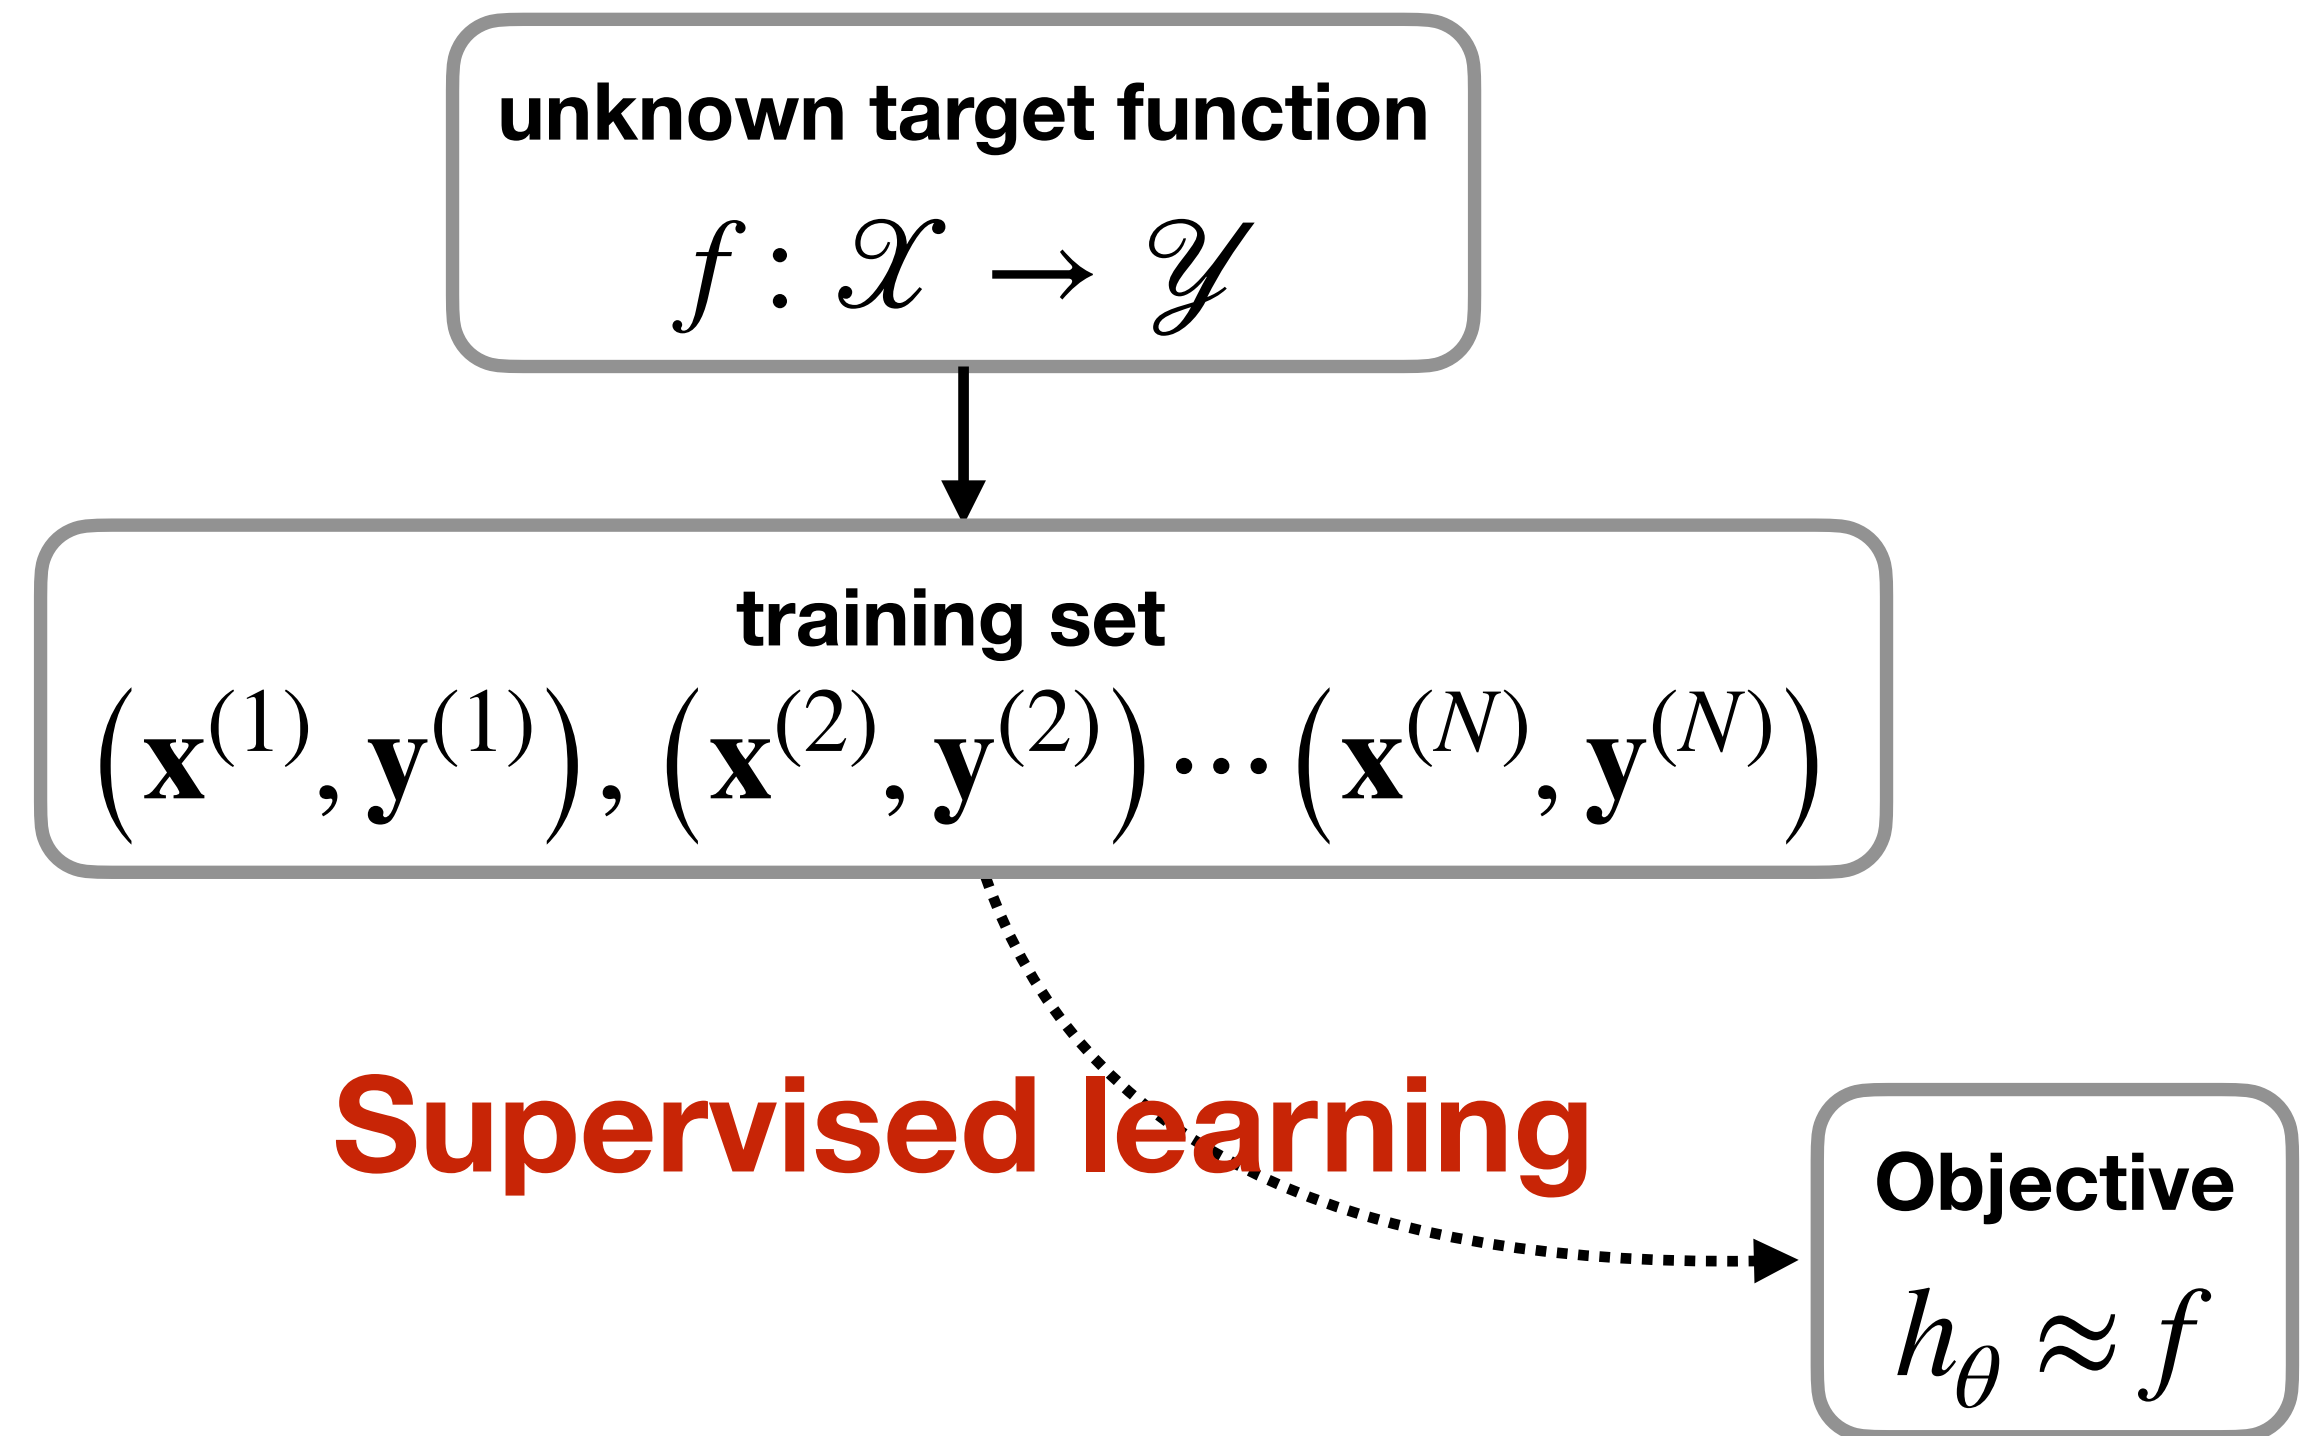 unknown target function
f : 𝒳 → 𝒴
training set
(x⁽¹⁾, y⁽¹⁾), (x⁽²⁾, y⁽²⁾) ⋯ (x⁽ᴺ⁾, y⁽ᴺ⁾)
Supervised learning
Objective
h_θ ≈ f